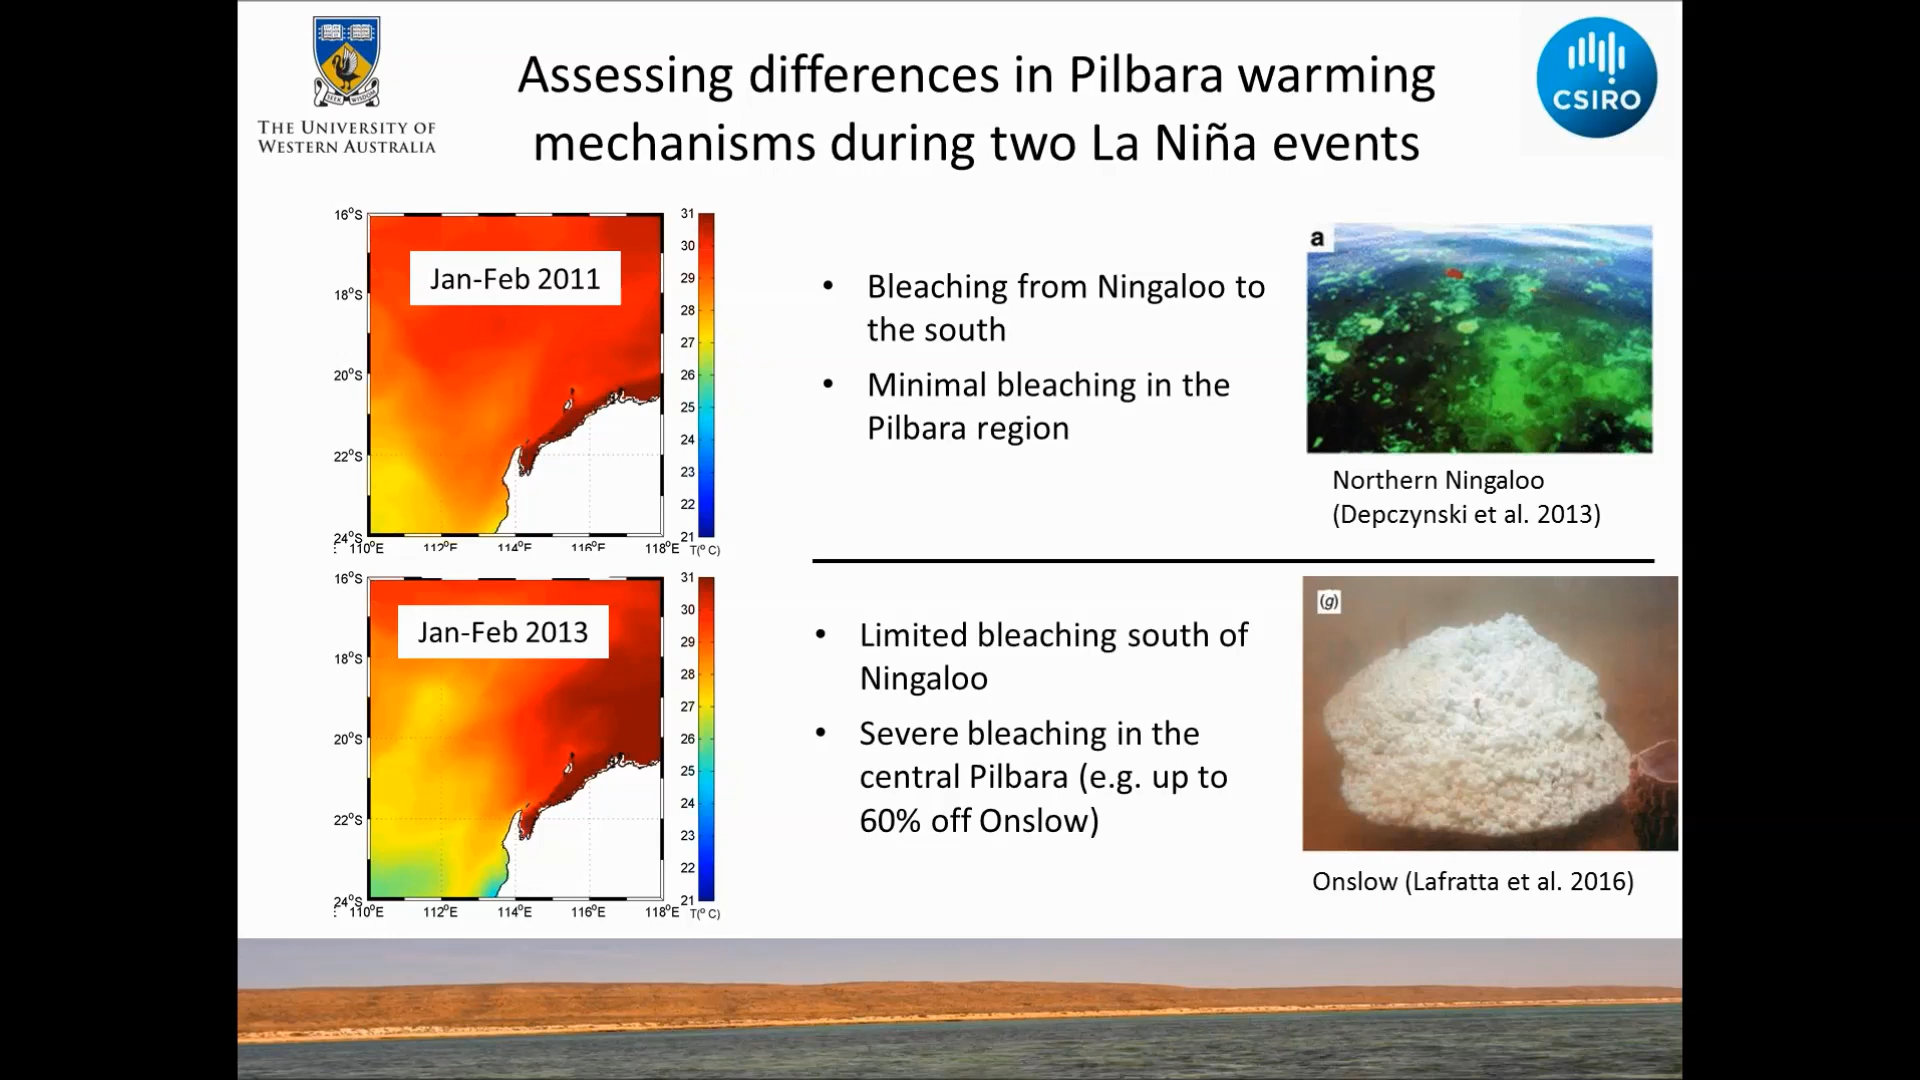 THE UNIVERSITY OF
WESTERN AUSTRALIA
SEEK WISDOM
Assessing differences in Pilbara warming
mechanisms during two La Niña events
CSIRO
16°S
18°S
20°S
22°S
24°S
110°E 112°E 114°E 116°E 118°E
Jan-Feb 2011
31
30
29
28
27
26
25
24
23
22
21
T(° C)
• Bleaching from Ningaloo to
the south
• Minimal bleaching in the
Pilbara region
a
Northern Ningaloo
(Depczynski et al. 2013)
16°S
18°S
20°S
22°S
24°S
110°E 112°E 114°E 116°E 118°E
Jan-Feb 2013
31
30
29
28
27
26
25
24
23
22
21
T(° C)
• Limited bleaching south of
Ningaloo
• Severe bleaching in the
central Pilbara (e.g. up to
60% off Onslow)
(g)
Onslow (Lafratta et al. 2016)